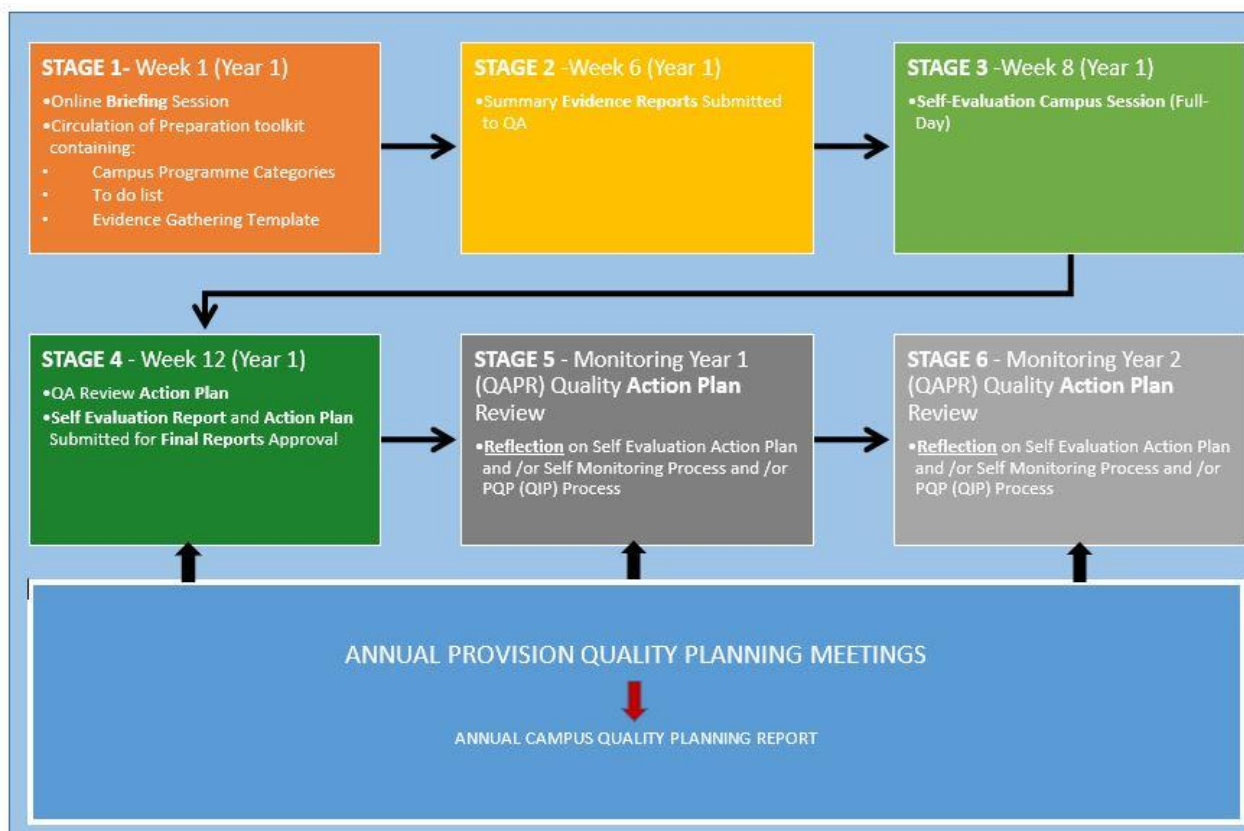 STAGE 1- Week 1 (Year 1)
•Online Briefing Session
•Circulation of Preparation toolkit
containing:
• Campus Programme Categories
• To do list
• Evidence Gathering Template
STAGE 2 -Week 6 (Year 1)
•Summary Evidence Reports Submitted
to QA
STAGE 3 -Week 8 (Year 1)
•Self-Evaluation Campus Session (Full-
Day)
STAGE 4 - Week 12 (Year 1)
•QA Review Action Plan
•Self Evaluation Report and Action Plan
Submitted for Final Reports Approval
STAGE 5 - Monitoring Year 1
(QAPR) Quality Action Plan
Review
•Reflection on Self Evaluation Action Plan
and /or Self Monitoring Process and /or
PQP (QIP) Process
STAGE 6 - Monitoring Year 2
(QAPR) Quality Action Plan
Review
•Reflection on Self Evaluation Action Plan
and /or Self Monitoring Process and /or
PQP (QIP) Process
ANNUAL PROVISION QUALITY PLANNING MEETINGS
ANNUAL CAMPUS QUALITY PLANNING REPORT